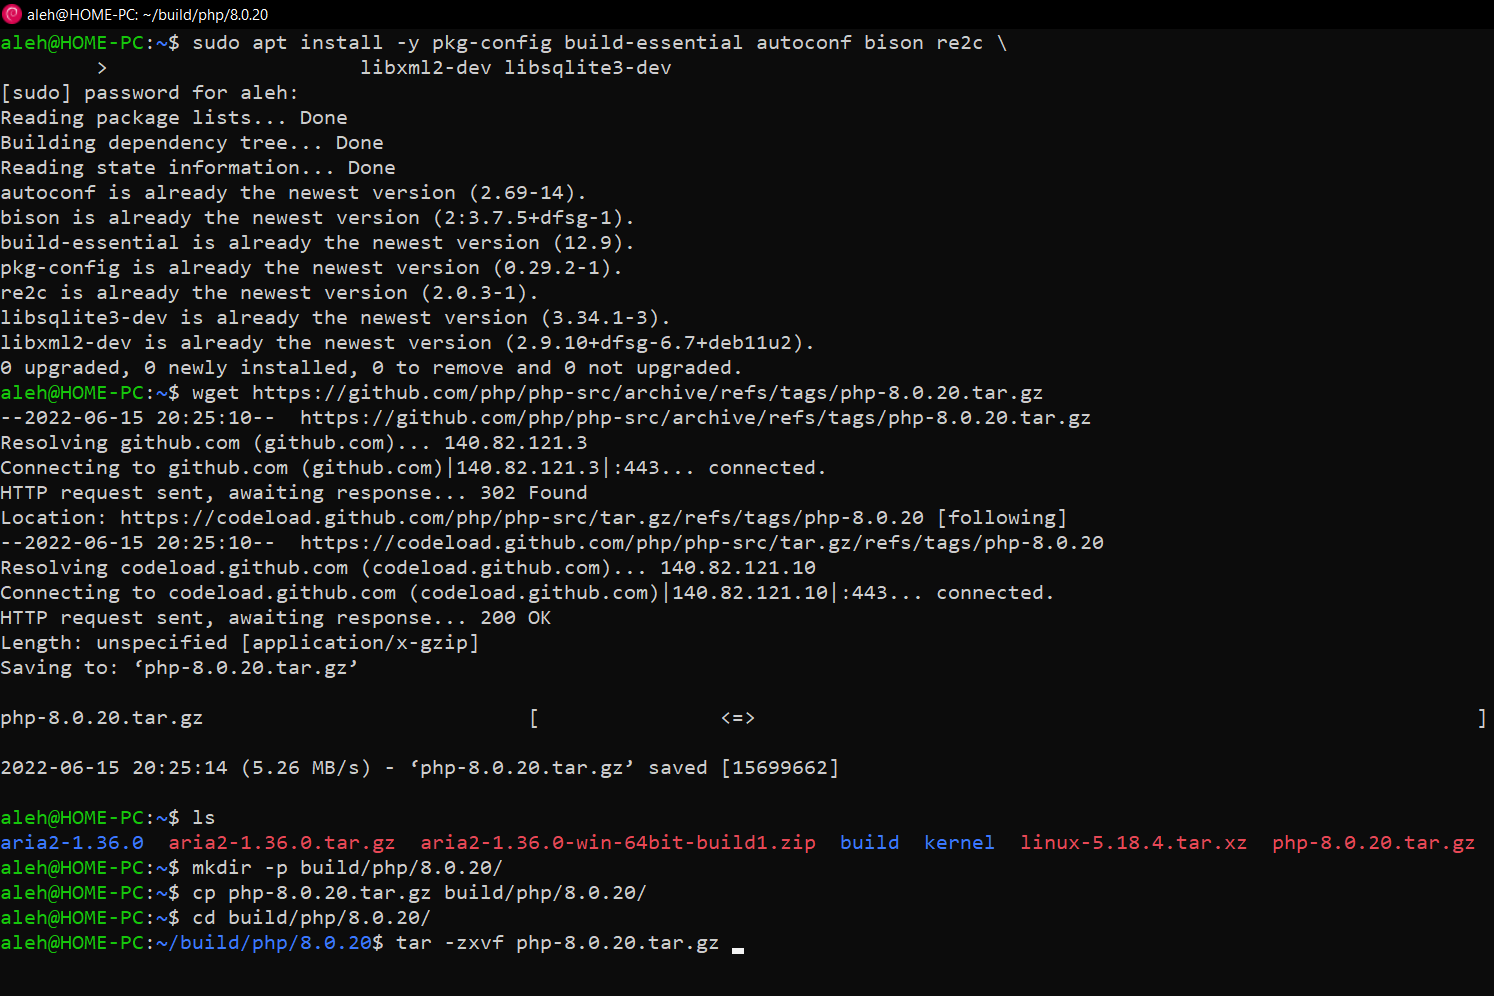 aleh@HOME-PC: ~/build/php/8.0.20
aleh@HOME-PC:~$ sudo apt install -y pkg-config build-essential autoconf bison re2c \
        >                     libxml2-dev libsqlite3-dev
[sudo] password for aleh:
Reading package lists... Done
Building dependency tree... Done
Reading state information... Done
autoconf is already the newest version (2.69-14).
bison is already the newest version (2:3.7.5+dfsg-1).
build-essential is already the newest version (12.9).
pkg-config is already the newest version (0.29.2-1).
re2c is already the newest version (2.0.3-1).
libsqlite3-dev is already the newest version (3.34.1-3).
libxml2-dev is already the newest version (2.9.10+dfsg-6.7+deb11u2).
0 upgraded, 0 newly installed, 0 to remove and 0 not upgraded.
aleh@HOME-PC:~$ wget https://github.com/php/php-src/archive/refs/tags/php-8.0.20.tar.gz
--2022-06-15 20:25:10--  https://github.com/php/php-src/archive/refs/tags/php-8.0.20.tar.gz
Resolving github.com (github.com)... 140.82.121.3
Connecting to github.com (github.com)|140.82.121.3|:443... connected.
HTTP request sent, awaiting response... 302 Found
Location: https://codeload.github.com/php/php-src/tar.gz/refs/tags/php-8.0.20 [following]
--2022-06-15 20:25:10--  https://codeload.github.com/php/php-src/tar.gz/refs/tags/php-8.0.20
Resolving codeload.github.com (codeload.github.com)... 140.82.121.10
Connecting to codeload.github.com (codeload.github.com)|140.82.121.10|:443... connected.
HTTP request sent, awaiting response... 200 OK
Length: unspecified [application/x-gzip]
Saving to: ‘php-8.0.20.tar.gz’
php-8.0.20.tar.gz                           [               <=>                                                            ]
2022-06-15 20:25:14 (5.26 MB/s) - ‘php-8.0.20.tar.gz’ saved [15699662]
aleh@HOME-PC:~$ ls
aria2-1.36.0  aria2-1.36.0.tar.gz  aria2-1.36.0-win-64bit-build1.zip  build  kernel  linux-5.18.4.tar.xz  php-8.0.20.tar.gz
aleh@HOME-PC:~$ mkdir -p build/php/8.0.20/
aleh@HOME-PC:~$ cp php-8.0.20.tar.gz build/php/8.0.20/
aleh@HOME-PC:~$ cd build/php/8.0.20/
aleh@HOME-PC:~/build/php/8.0.20$ tar -zxvf php-8.0.20.tar.gz